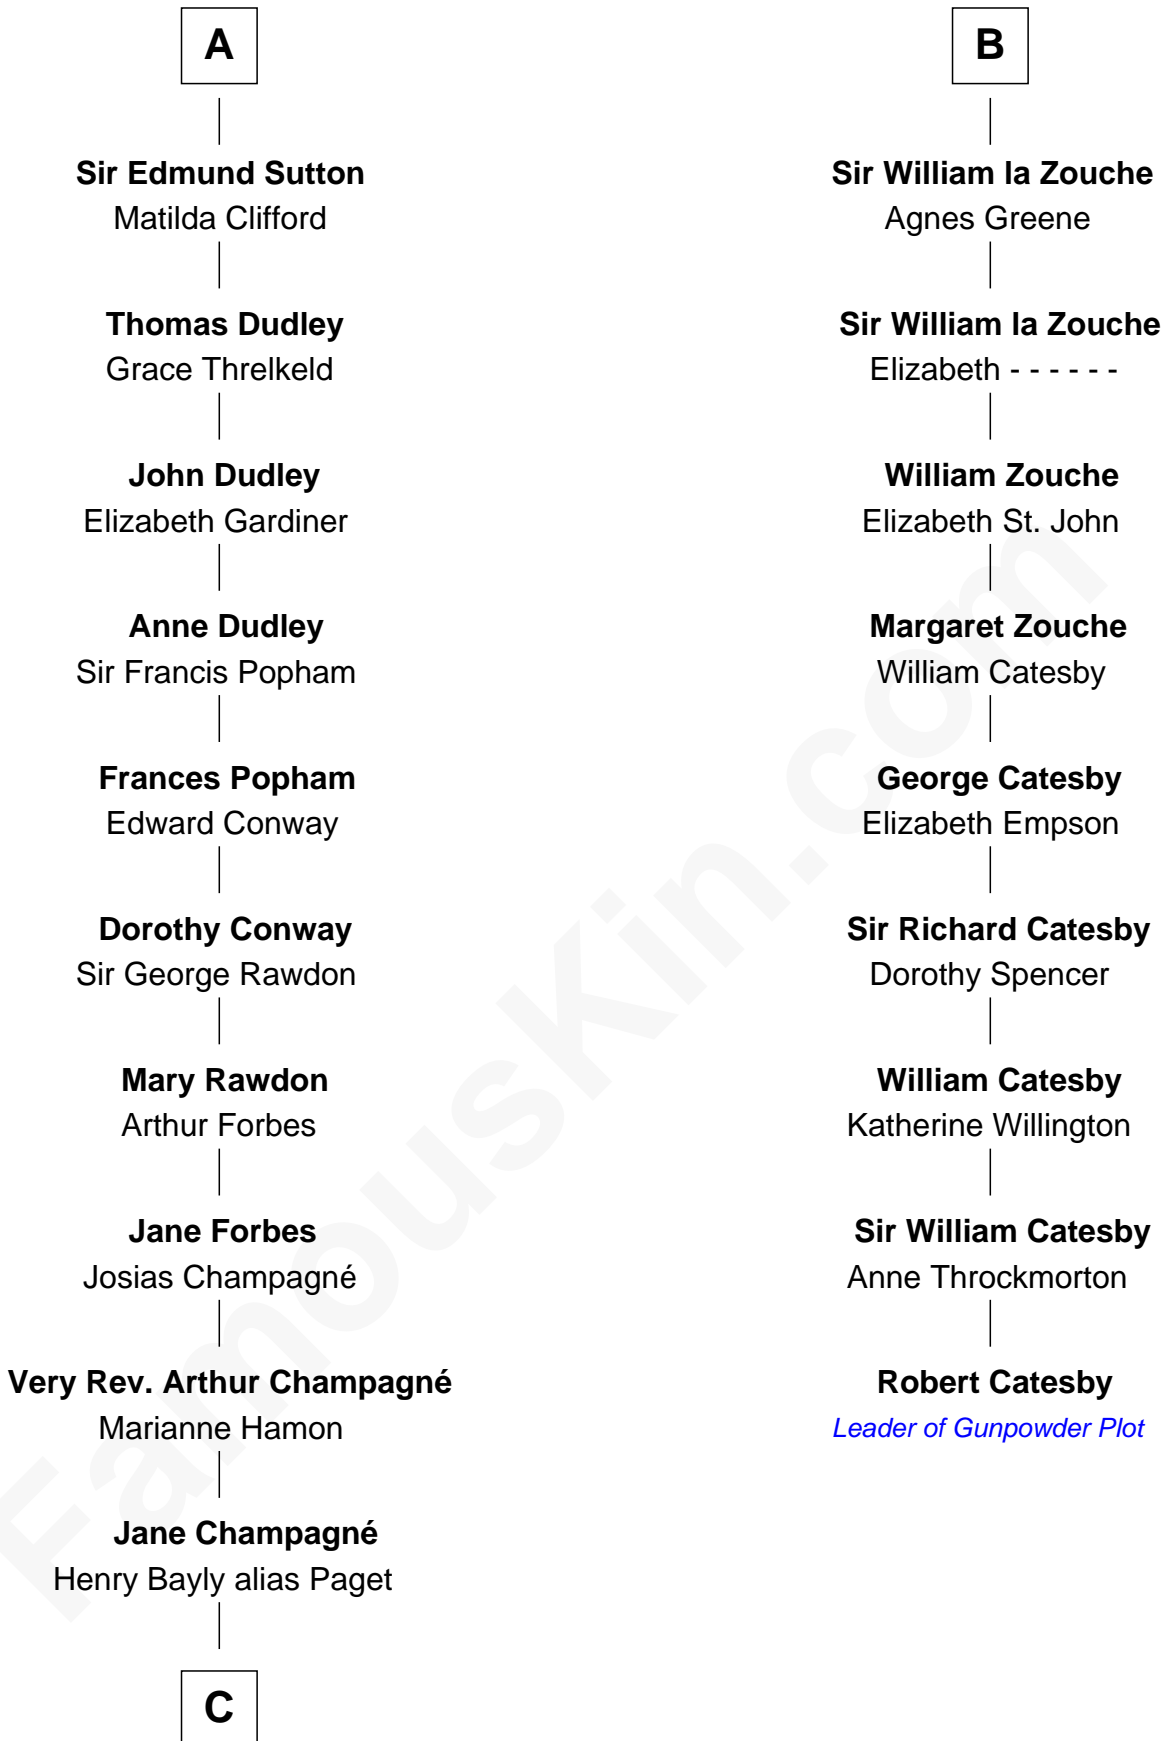 A
Sir Edmund Sutton
Matilda Clifford
Thomas Dudley
Grace Threlkeld
John Dudley
Elizabeth Gardiner
Anne Dudley
Sir Francis Popham
Frances Popham
Edward Conway
Dorothy Conway
Sir George Rawdon
Mary Rawdon
Arthur Forbes
Jane Forbes
Josias Champagné
Very Rev. Arthur Champagné
Marianne Hamon
Jane Champagné
Henry Bayly alias Paget
C
B
Sir William la Zouche
Agnes Greene
Sir William la Zouche
Elizabeth - - - - - -
William Zouche
Elizabeth St. John
Margaret Zouche
William Catesby
George Catesby
Elizabeth Empson
Sir Richard Catesby
Dorothy Spencer
William Catesby
Katherine Willington
Sir William Catesby
Anne Throckmorton
Robert Catesby
Leader of Gunpowder Plot
FamousKin.com